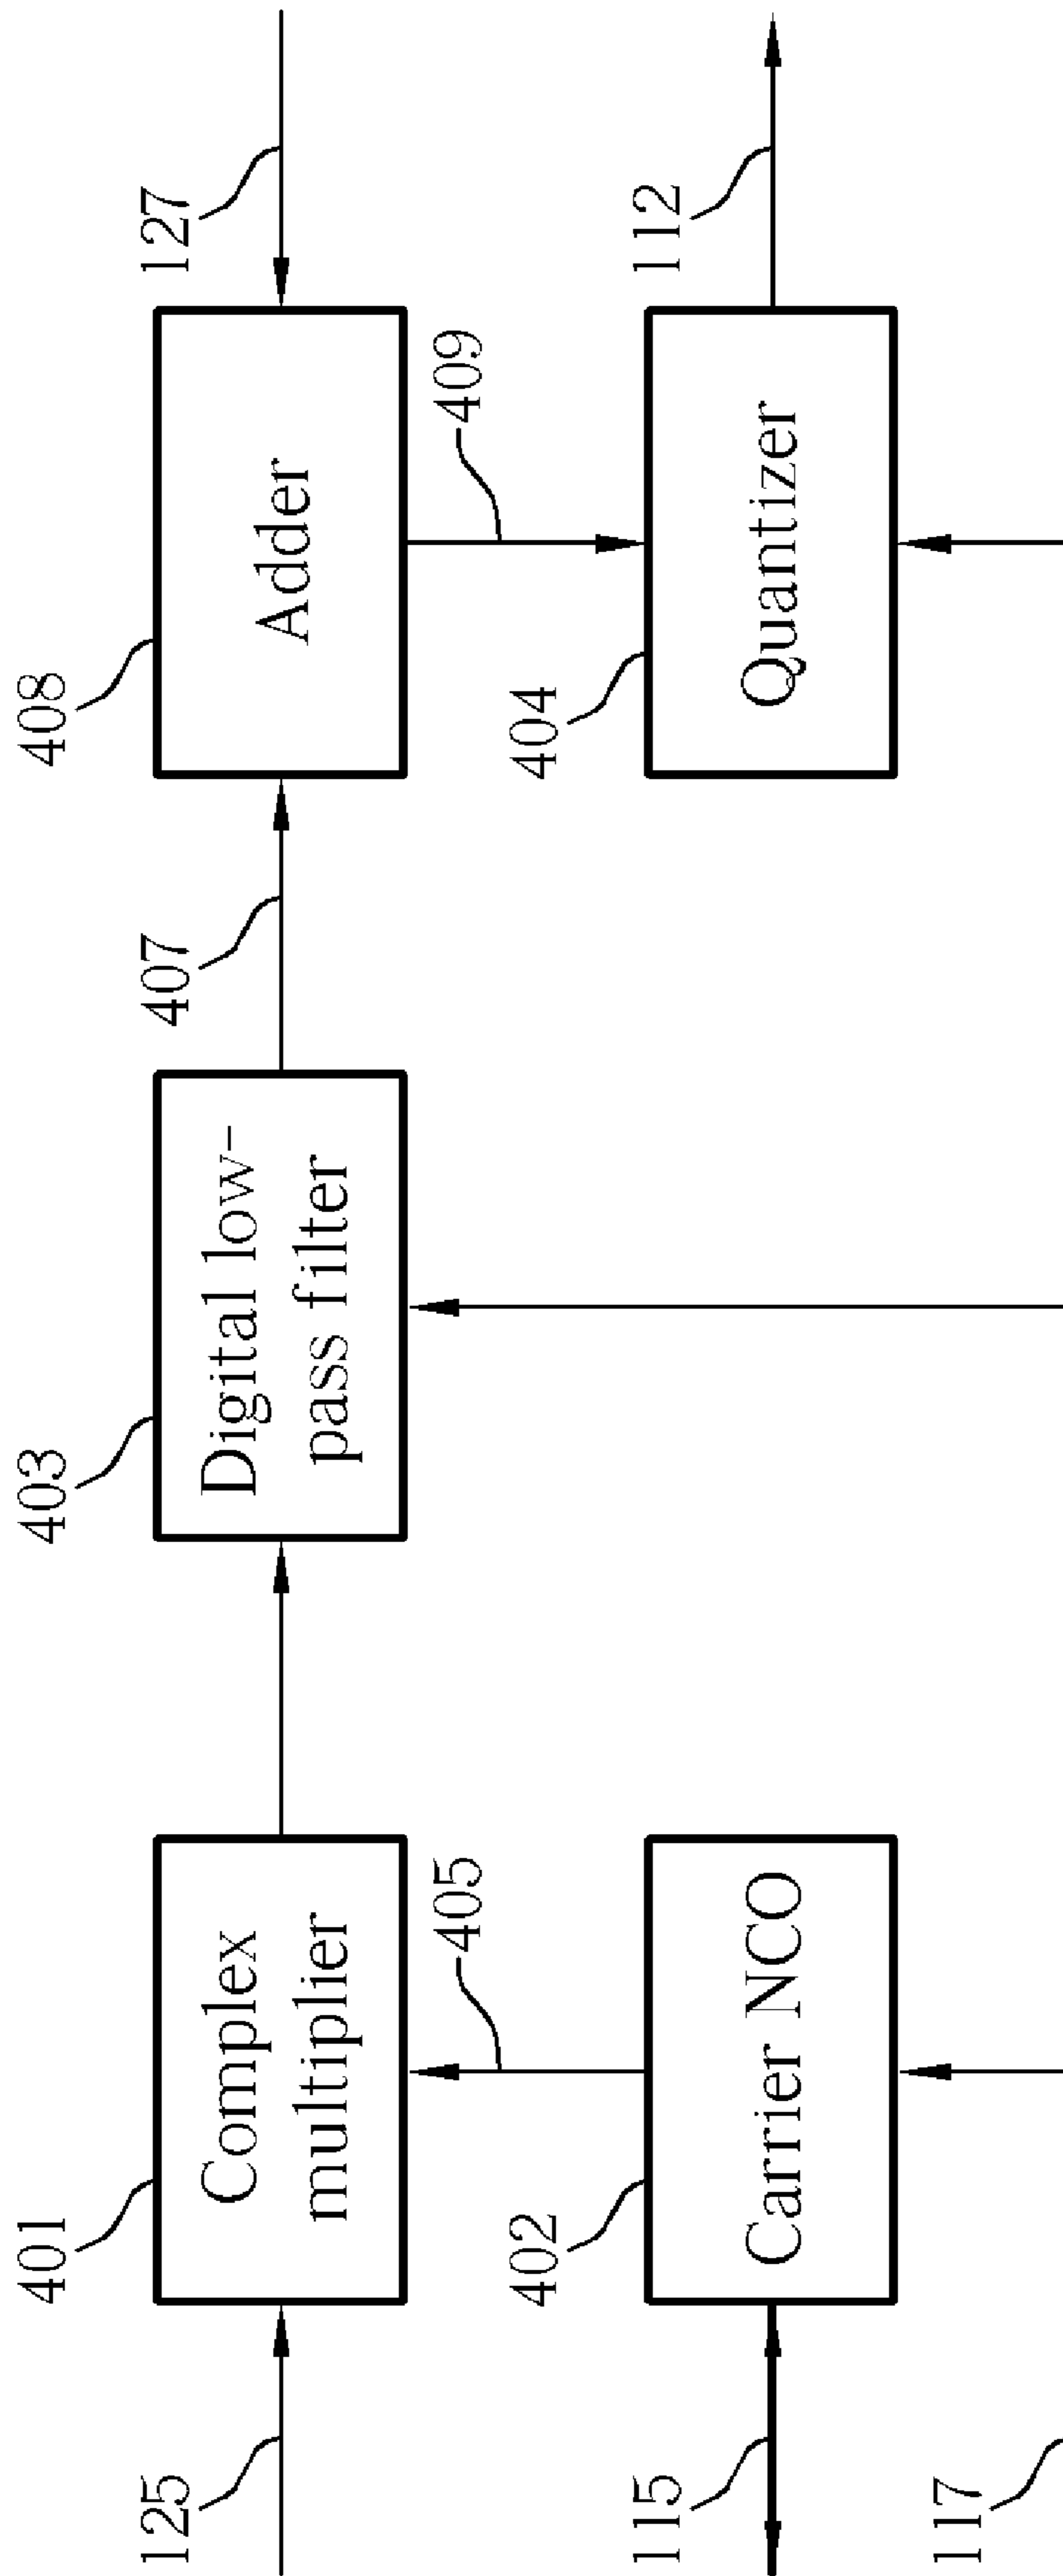 401
Complex
multiplier
403
Digital low-
pass filter
408
Adder
125
407
127
405
409
402
Carrier NCO
404
Quantizer
115
112
117